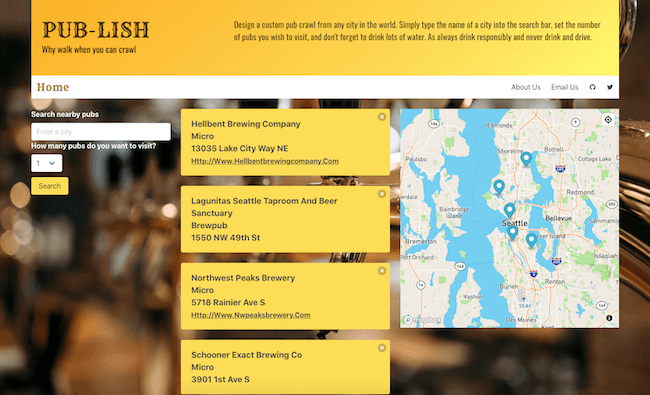 PUB-LISH
Why walk when you can crawl
Design a custom pub crawl from any city in the world. Simply type the name of a city into the search bar, set the number
of pubs you wish to visit, and don't forget to drink lots of water. As always drink responsibly and never drink and drive.
Home
About Us
Email Us
Search nearby pubs
Enter a city
How many pubs do you want to visit?
1
Search
Hellbent Brewing Company
Micro
13035 Lake City Way NE
Http://Www.Hellbentbrewingcompany.Com
Lagunitas Seattle Taproom And Beer
Sanctuary
Brewpub
1550 NW 49th St
Northwest Peaks Brewery
Micro
5718 Rainier Ave S
Http://Www.Nwpeaksbrewery.Com
Schooner Exact Brewing Co
Micro
3901 1st Ave S
104
Edmonds
Poulsbo
Shoreline
Bothell
Cottage Lake
Kirkland
Redmond
Bainbridge
Island
Seattle
Bellevue
Sammamish
Bremerton
Port Orchard
Issaquah
Burien
Renton
SEA
Des Moines
mapbox